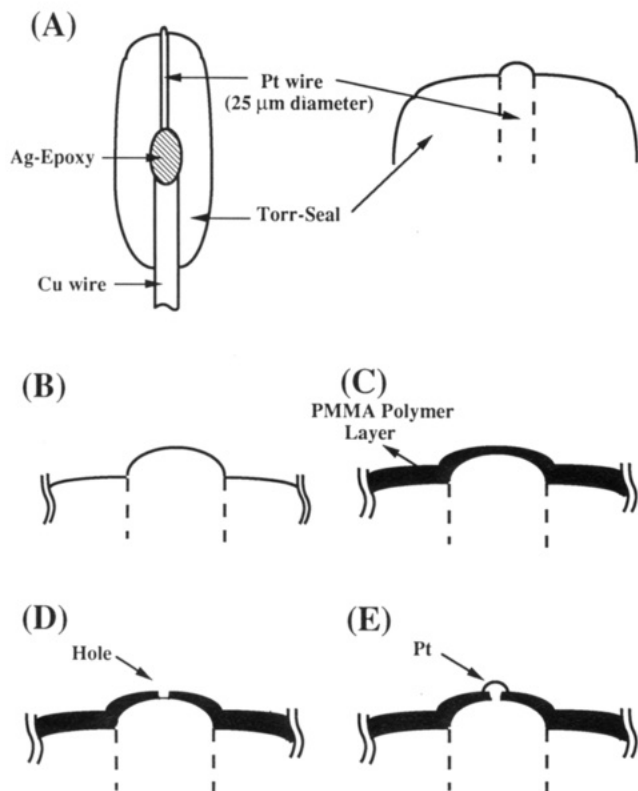 (A)
Pt wire
(25 μm diameter)
Ag-Epoxy
Torr-Seal
Cu wire
(B)
(C)
PMMA Polymer
Layer
(D)
Hole
(E)
Pt